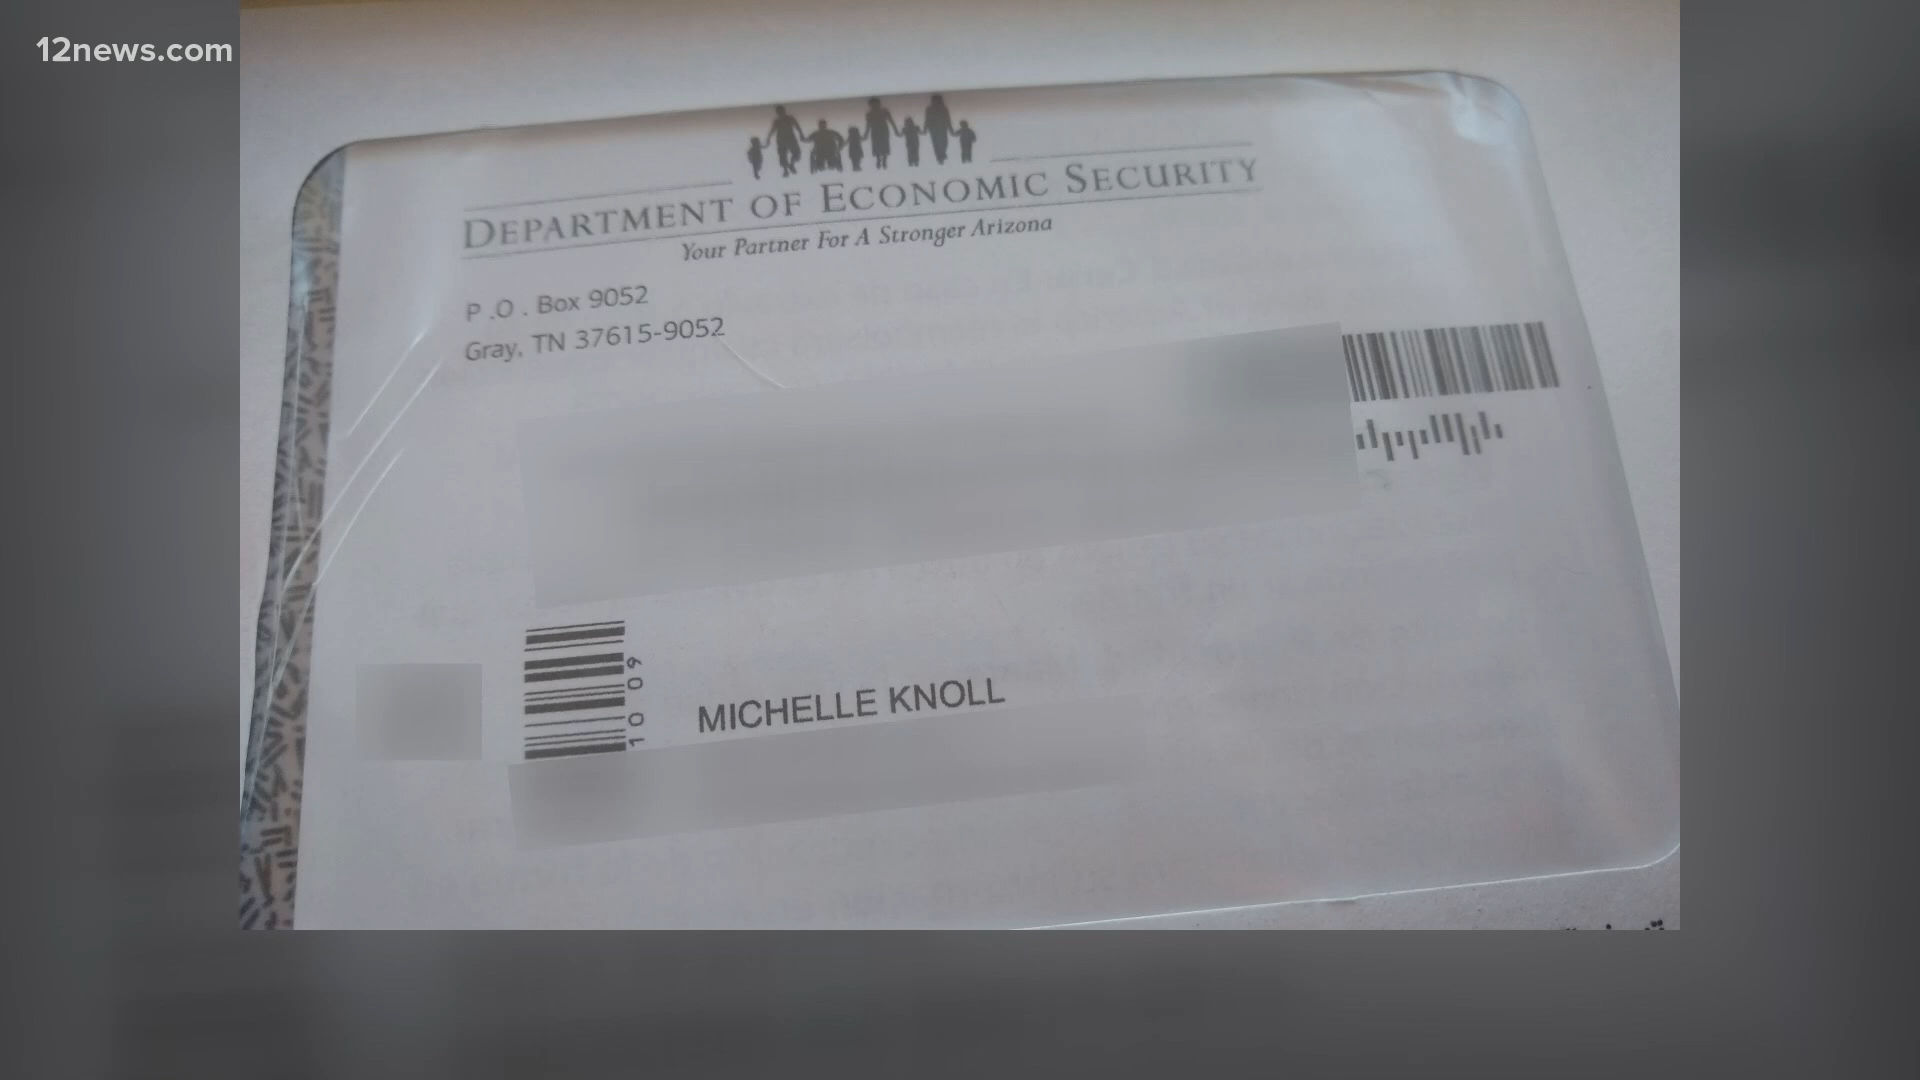 12news.com
DEPARTMENT OF ECONOMIC SECURITY
Your Partner For A Stronger Arizona
P .O . Box 9052
Gray, TN 37615-9052
10 09
MICHELLE KNOLL